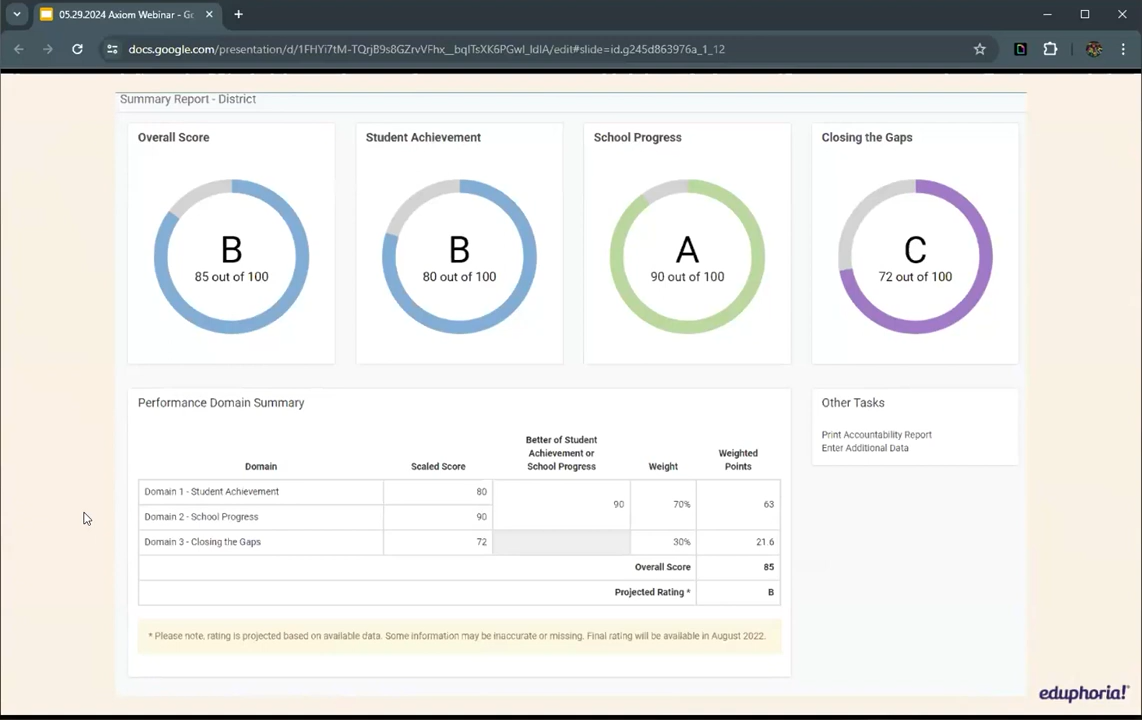 05.29.2024 Axiom Webinar - Go
docs.google.com/presentation/d/1FHYi7tM-TQrjB9s8GZrvVFhx__bqITsXK6PGwI_IdIA/edit#slide=id.g245d863976a_1_12
Summary Report - District
Overall Score
Student Achievement
School Progress
Closing the Gaps
B
85 out of 100
B
80 out of 100
A
90 out of 100
C
72 out of 100
Performance Domain Summary
Domain
Scaled Score
Better of Student
Achievement or
School Progress
Weight
Weighted
Points
Domain 1 - Student Achievement 80
90 70% 63
Domain 2 - School Progress 90
Domain 3 - Closing the Gaps 72 30% 21.6
Overall Score 85
Projected Rating * B
* Please note, rating is projected based on available data. Some information may be inaccurate or missing. Final rating will be available in August 2022.
Other Tasks
Print Accountability Report
Enter Additional Data
eduphoria!